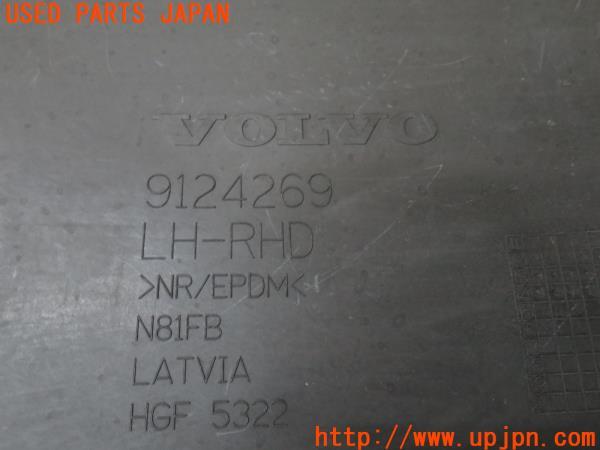 USED PARTS JAPAN
VOLVO
9124269
LH-RHD
>NR/EPDM<
N81FB
LATVIA
HGF 5322
http://www.upjpn.com